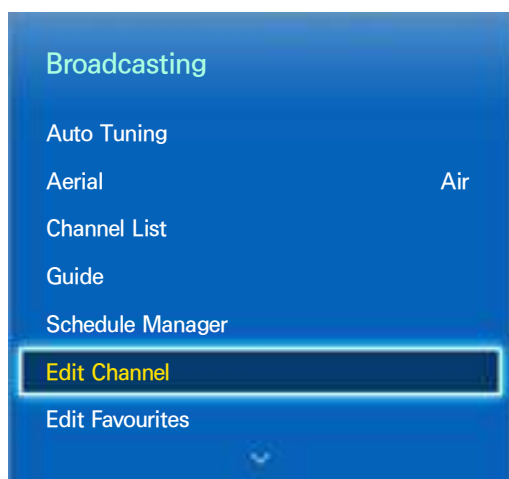 Broadcasting
Auto Tuning
Aerial Air
Channel List
Guide
Schedule Manager
Edit Channel
Edit Favourites